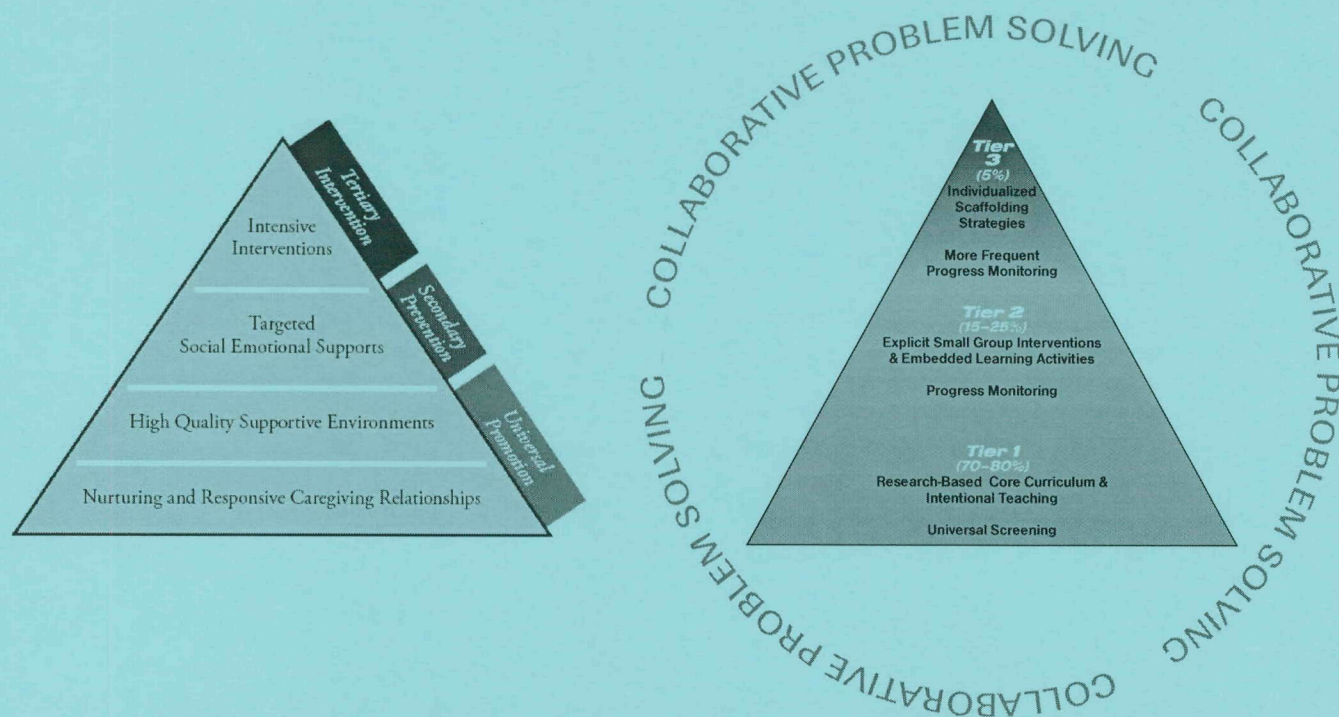 Intensive
Interventions
Targeted
Social Emotional Supports
High Quality Supportive Environments
Nurturing and Responsive Caregiving Relationships
Tertiary
Intervention
Secondary
Prevention
Universal
Promotion
COLLABORATIVE PROBLEM SOLVING
COLLABORATIVE PROBLEM SOLVING
COLLABORATIVE PROBLEM SOLVING
Tier
3
(5%)
Individualized
Scaffolding
Strategies
More Frequent
Progress Monitoring
Tier 2
(15–25%)
Explicit Small Group Interventions
& Embedded Learning Activities
Progress Monitoring
Tier 1
(70–80%)
Research-Based Core Curriculum &
Intentional Teaching
Universal Screening